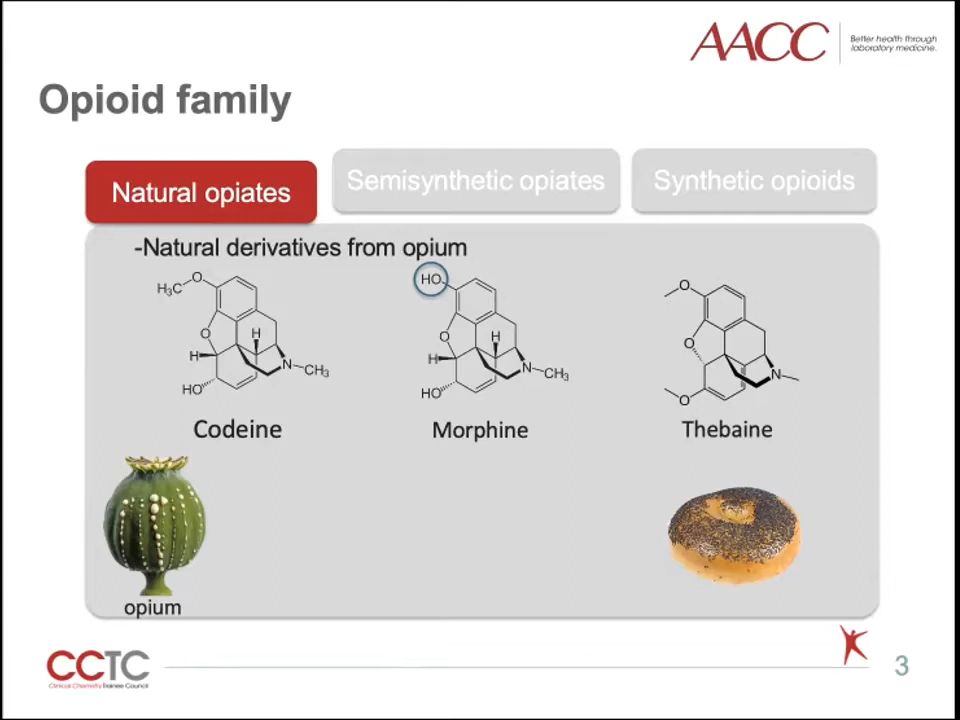 AACC
Better health through
laboratory medicine.
Opioid family
Natural opiates
Semisynthetic opiates
Synthetic opioids
-Natural derivatives from opium
H₃C O O H H HO N CH₃
HO O H H HO N CH₃
O O O N
Codeine
Morphine
Thebaine
opium
CCTC
Clinical Chemistry Trainee Council
3